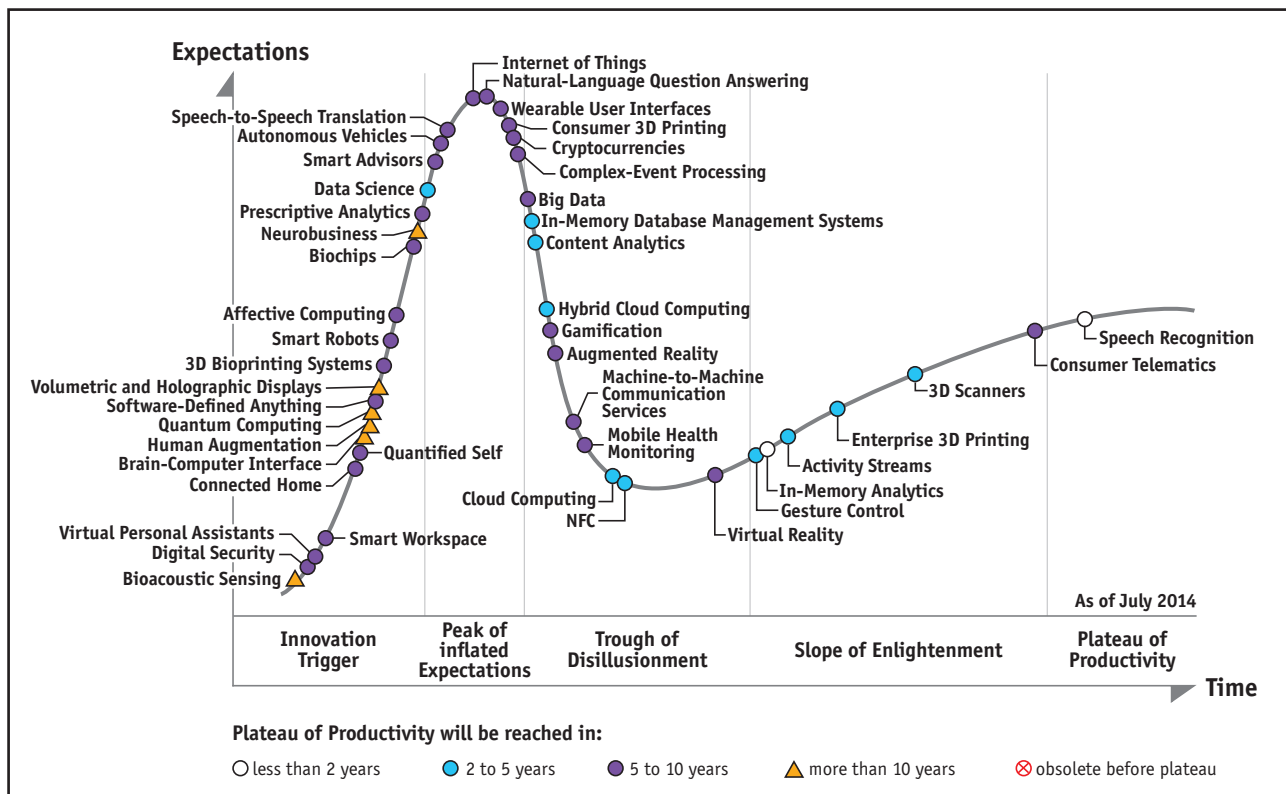 Expectations
Internet of Things
Natural-Language Question Answering
Wearable User Interfaces
Consumer 3D Printing
Cryptocurrencies
Complex-Event Processing
Speech-to-Speech Translation
Autonomous Vehicles
Smart Advisors
Data Science
Prescriptive Analytics
Neurobusiness
Biochips
Big Data
In-Memory Database Management Systems
Content Analytics
Affective Computing
Smart Robots
3D Bioprinting Systems
Volumetric and Holographic Displays
Software-Defined Anything
Quantum Computing
Human Augmentation
Brain-Computer Interface
Connected Home
Quantified Self
Hybrid Cloud Computing
Gamification
Augmented Reality
Machine-to-Machine
Communication
Services
Mobile Health
Monitoring
Cloud Computing
NFC
Virtual Personal Assistants
Digital Security
Bioacoustic Sensing
Smart Workspace
Speech Recognition
Consumer Telematics
3D Scanners
Enterprise 3D Printing
Activity Streams
In-Memory Analytics
Gesture Control
Virtual Reality
As of July 2014
Innovation
Trigger
Peak of
inflated
Expectations
Trough of
Disillusionment
Slope of Enlightenment
Plateau of
Productivity
Time
Plateau of Productivity will be reached in:
less than 2 years
2 to 5 years
5 to 10 years
more than 10 years
obsolete before plateau